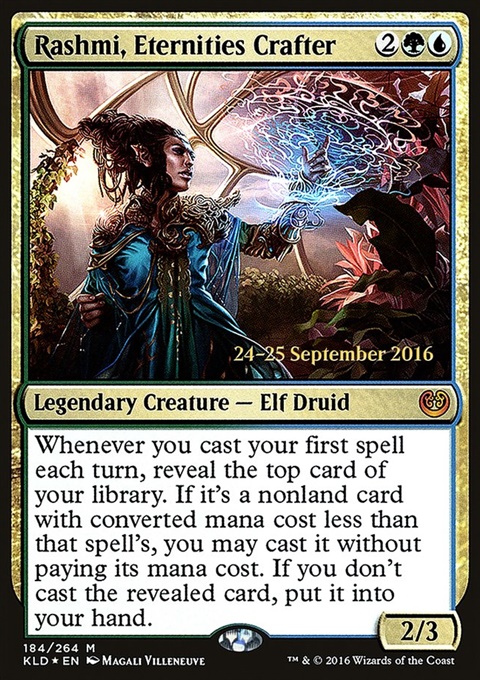 Rashmi, Eternities Crafter 2
24–25 September 2016
Legendary Creature — Elf Druid
Whenever you cast your first spell
each turn, reveal the top card of
your library. If it's a nonland card
with converted mana cost less than
that spell's, you may cast it without
paying its mana cost. If you don't
cast the revealed card, put it into
your hand.
2/3
184/264 M
KLD ★ EN Magali Villeneuve ™ & © 2016 Wizards of the Coast